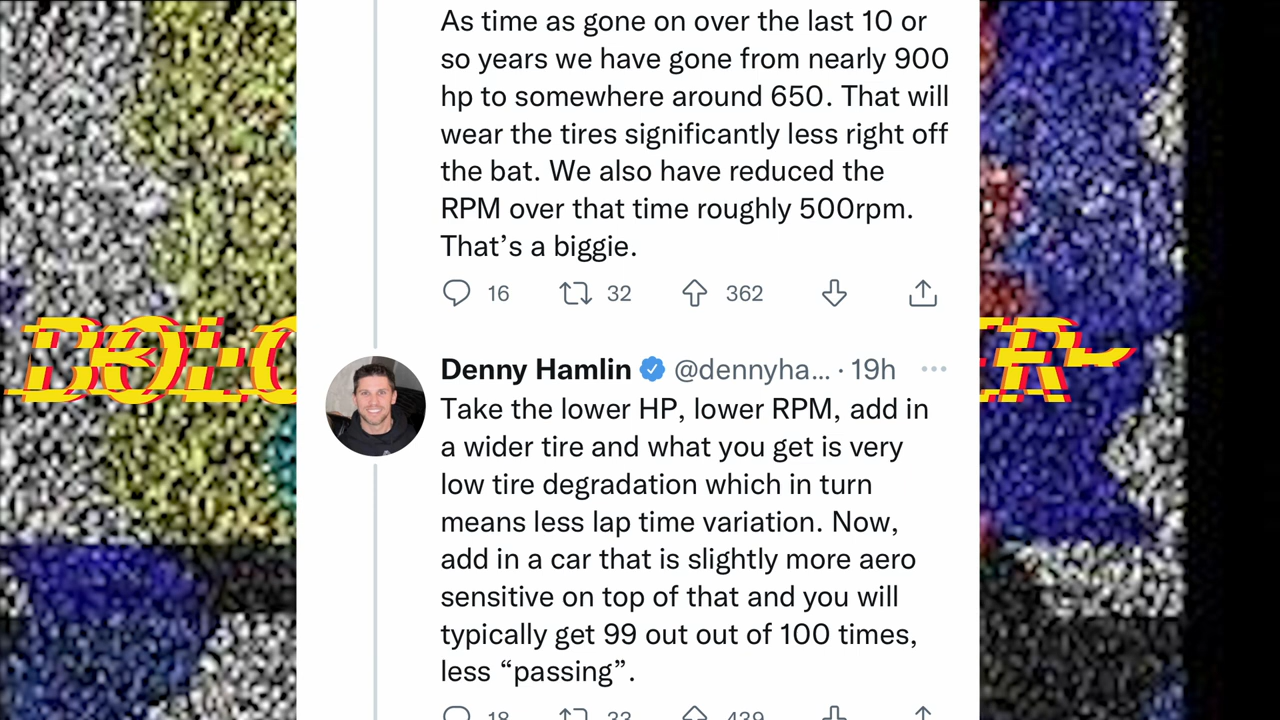 As time as gone on over the last 10 or
so years we have gone from nearly 900
hp to somewhere around 650. That will
wear the tires significantly less right off
the bat. We also have reduced the
RPM over that time roughly 500rpm.
That’s a biggie.
16 32 362
Denny Hamlin @dennyha... · 19h ...
Take the lower HP, lower RPM, add in
a wider tire and what you get is very
low tire degradation which in turn
means less lap time variation. Now,
add in a car that is slightly more aero
sensitive on top of that and you will
typically get 99 out out of 100 times,
less “passing”.
18 33 439